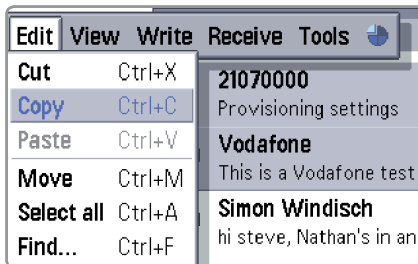 Edit View Write Receive Tools
Cut Ctrl+X
Copy Ctrl+C
Paste Ctrl+V
Move Ctrl+M
Select all Ctrl+A
Find... Ctrl+F
21070000
Provisioning settings
Vodafone
This is a Vodafone test
Simon Windisch
hi steve, Nathan's in an